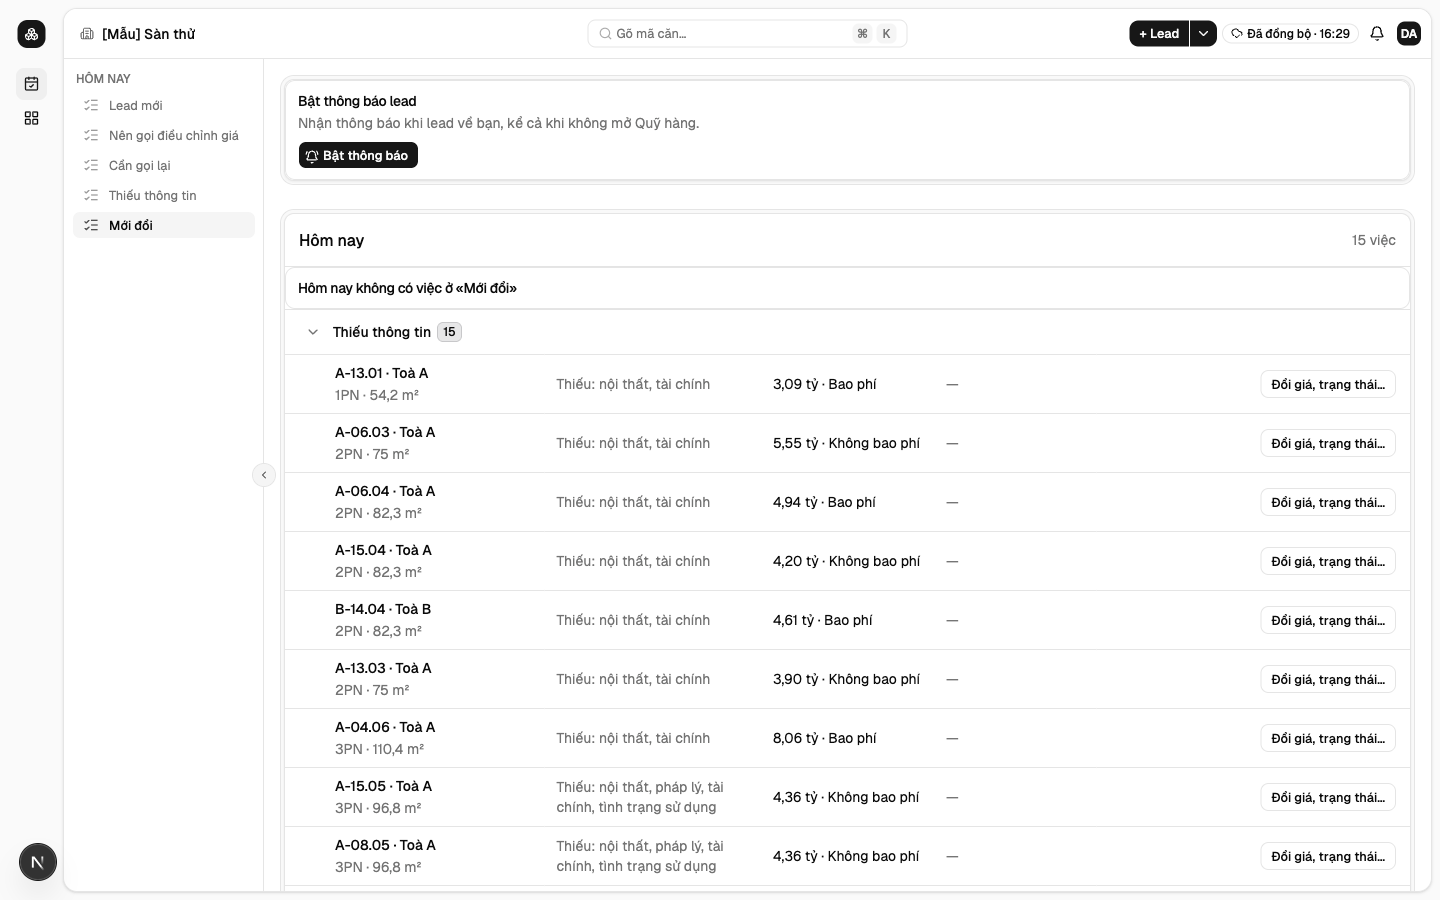 [Mẫu] Sàn thử
Gõ mã căn...
⌘ K
+ Lead
Đã đồng bộ · 16:29
DA
HÔM NAY
Lead mới
Nên gọi điều chỉnh giá
Cần gọi lại
Thiếu thông tin
Mới đổi
Bật thông báo lead
Nhận thông báo khi lead về bạn, kể cả khi không mở Quỹ hàng.
Bật thông báo
Hôm nay
15 việc
Hôm nay không có việc ở «Mới đổi»
Thiếu thông tin 15
A-13.01 · Toà A
1PN · 54,2 m²
Thiếu: nội thất, tài chính
3,09 tỷ · Bao phí
—
Đổi giá, trạng thái...
A-06.03 · Toà A
2PN · 75 m²
Thiếu: nội thất, tài chính
5,55 tỷ · Không bao phí
—
Đổi giá, trạng thái...
A-06.04 · Toà A
2PN · 82,3 m²
Thiếu: nội thất, tài chính
4,94 tỷ · Bao phí
—
Đổi giá, trạng thái...
A-15.04 · Toà A
2PN · 82,3 m²
Thiếu: nội thất, tài chính
4,20 tỷ · Không bao phí
—
Đổi giá, trạng thái...
B-14.04 · Toà B
2PN · 82,3 m²
Thiếu: nội thất, tài chính
4,61 tỷ · Bao phí
—
Đổi giá, trạng thái...
A-13.03 · Toà A
2PN · 75 m²
Thiếu: nội thất, tài chính
3,90 tỷ · Không bao phí
—
Đổi giá, trạng thái...
A-04.06 · Toà A
3PN · 110,4 m²
Thiếu: nội thất, tài chính
8,06 tỷ · Bao phí
—
Đổi giá, trạng thái...
A-15.05 · Toà A
3PN · 96,8 m²
Thiếu: nội thất, pháp lý, tài
chính, tình trạng sử dụng
4,36 tỷ · Không bao phí
—
Đổi giá, trạng thái...
A-08.05 · Toà A
3PN · 96,8 m²
Thiếu: nội thất, pháp lý, tài
chính, tình trạng sử dụng
4,36 tỷ · Không bao phí
—
Đổi giá, trạng thái...
N